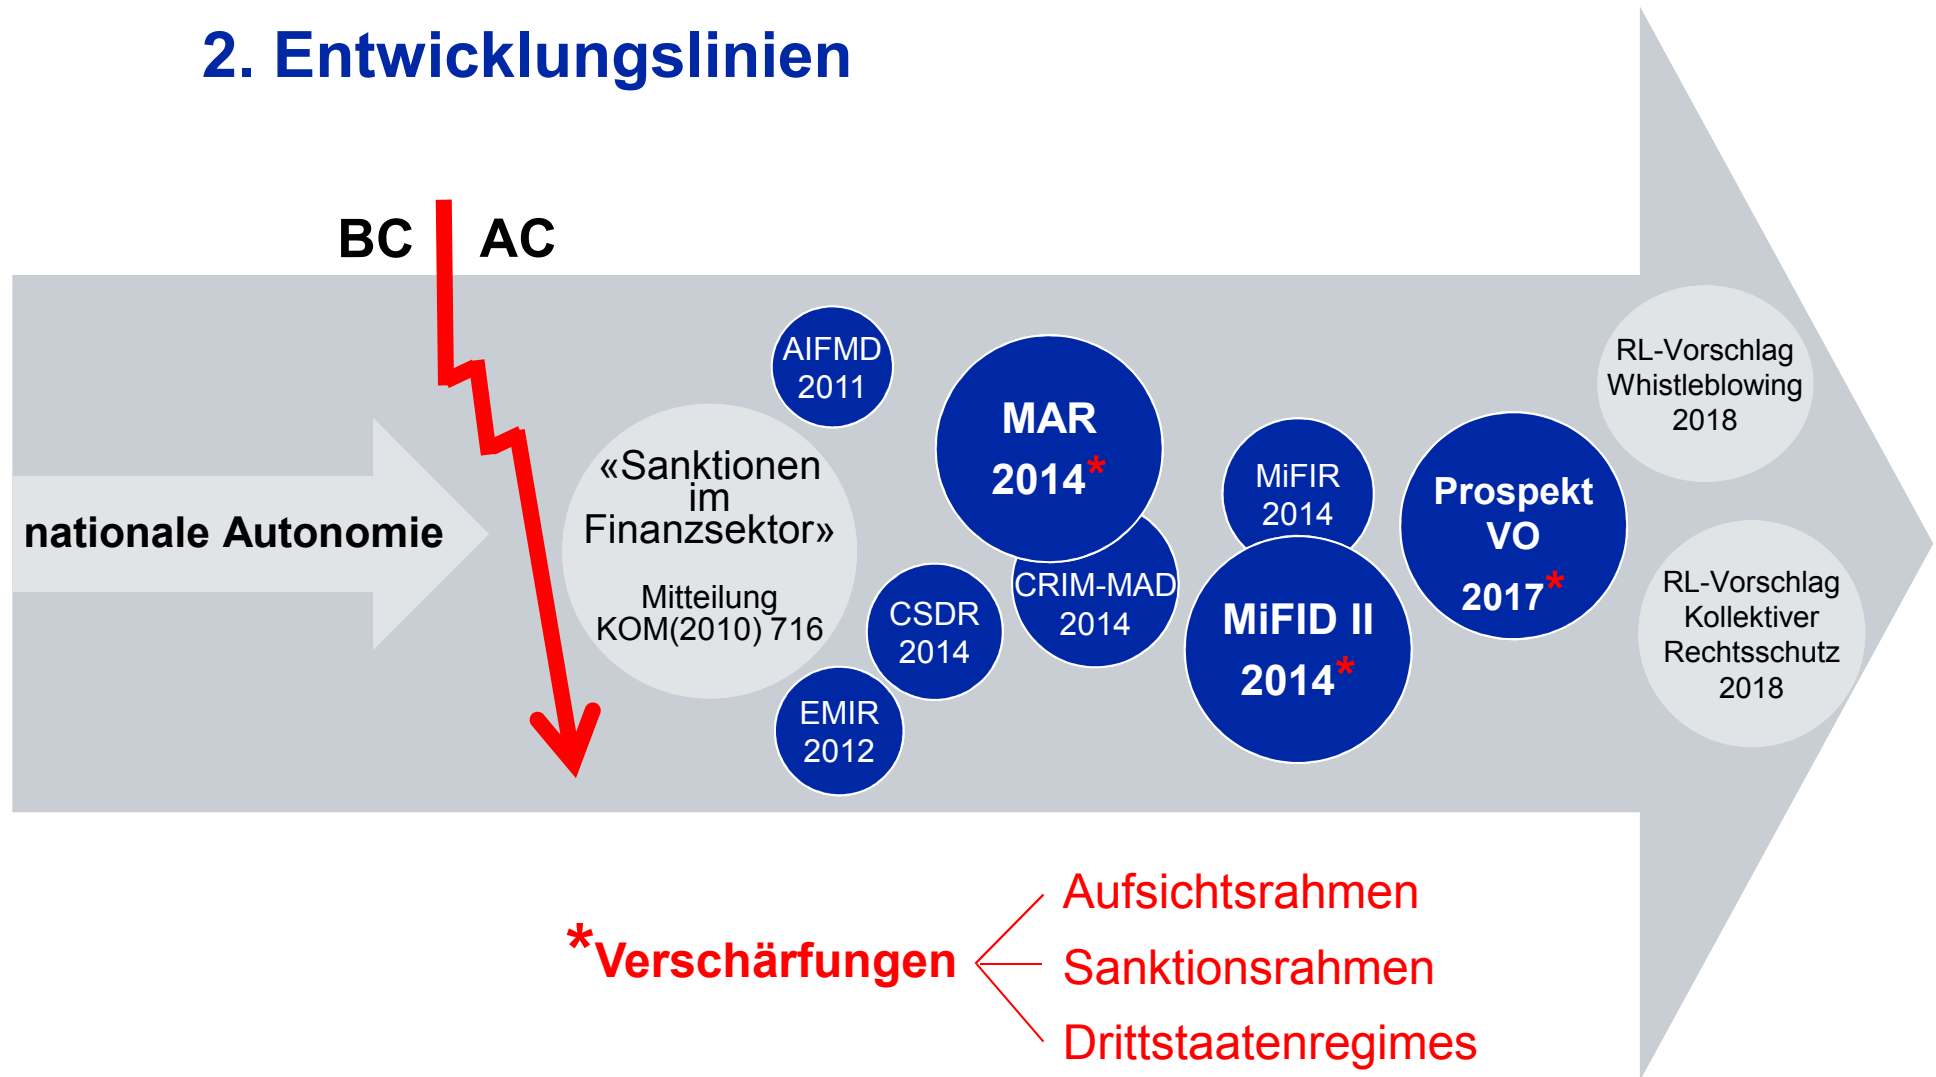 2. Entwicklungslinien
BC
AC
nationale Autonomie
«Sanktionen
im
Finanzsektor»
Mitteilung
KOM(2010) 716
AIFMD
2011
EMIR
2012
CSDR
2014
MAR
2014*
CRIM-MAD
2014
MiFIR
2014
MiFID II
2014*
Prospekt
VO
2017*
RL-Vorschlag
Whistleblowing
2018
RL-Vorschlag
Kollektiver
Rechtsschutz
2018
*Verschärfungen
Aufsichtsrahmen
Sanktionsrahmen
Drittstaatenregimes